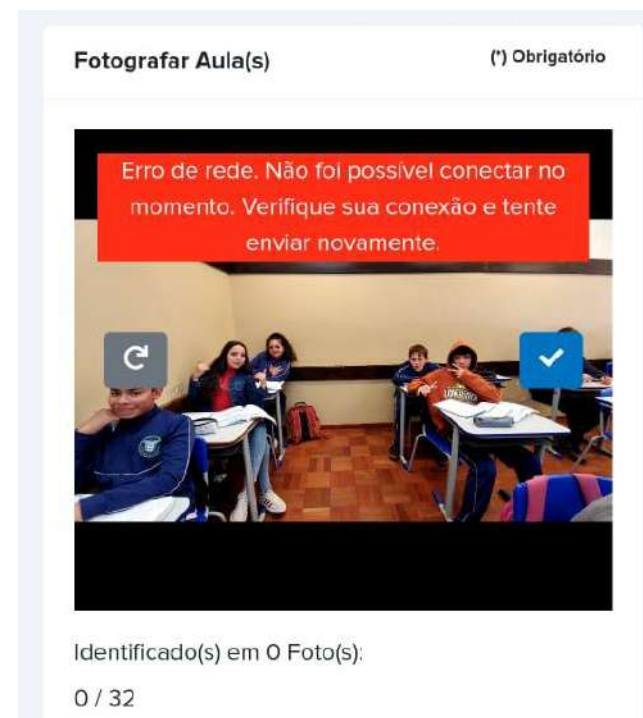 Fotografar Aula(s)
(*) Obrigatório
Erro de rede. Não foi possível conectar no
momento. Verifique sua conexão e tente
enviar novamente.
Identificado(s) em 0 Foto(s):
0 / 32